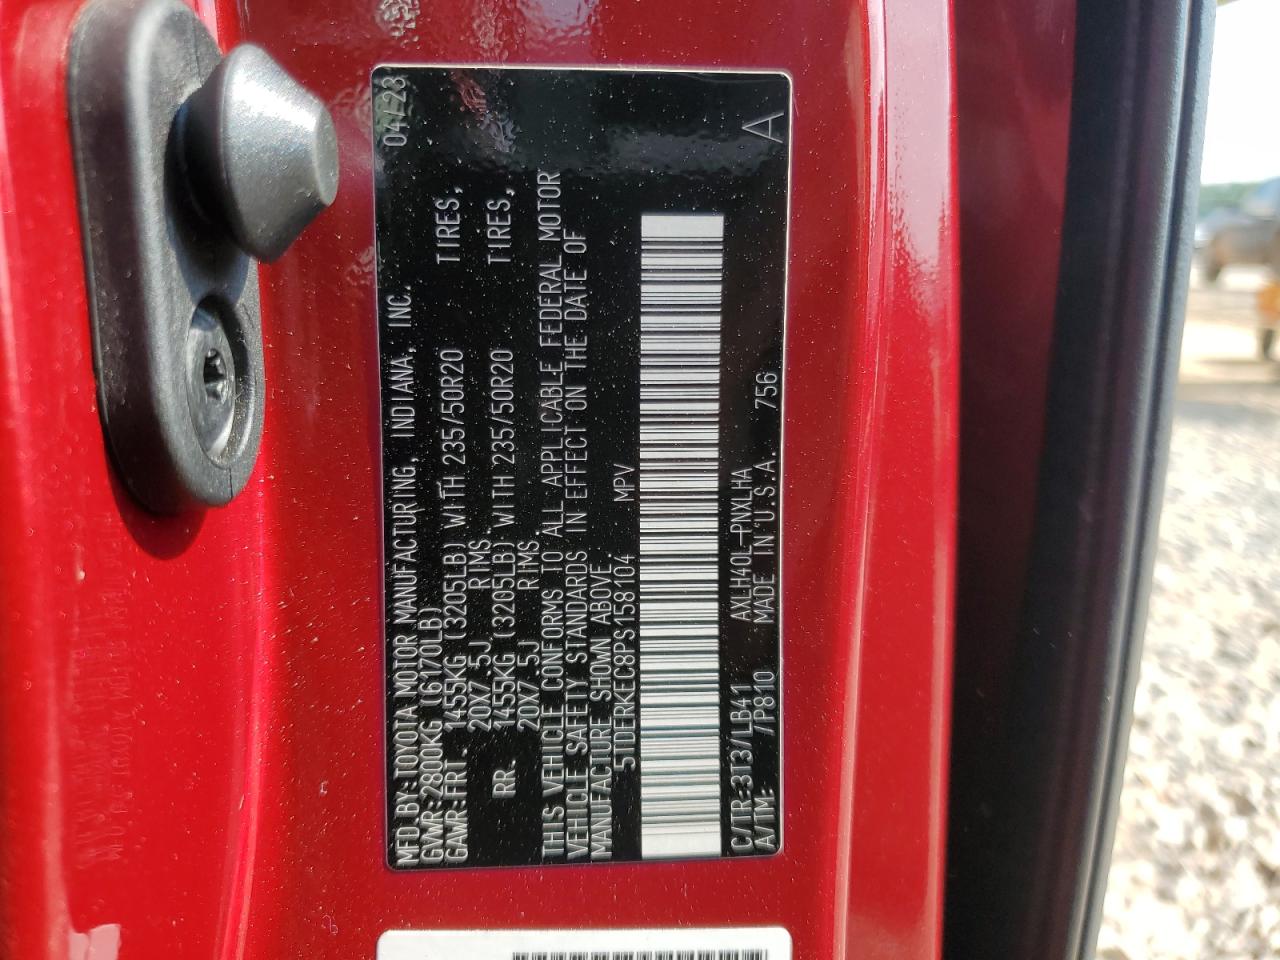 MFD.BY:TOYOTA MOTOR MANUFACTURING, INDIANA, INC. 04/23
GVWR:2800KG (6170LB)
GAWR:FRT. 1455KG (3205LB) WITH 235/50R20 TIRES,
20X7.5J RIMS
RR. 1455KG (3205LB) WITH 235/50R20 TIRES,
20X7.5J RIMS
THIS VEHICLE CONFORMS TO ALL APPLICABLE FEDERAL MOTOR
VEHICLE SAFETY STANDARDS IN EFFECT ON THE DATE OF
MANUFACTURE SHOWN ABOVE.
5TDERKEC8PS158104 MPV
C/TR:3T3/LB41 AXLH40L-PNXLHA
A/TM: /P810 MADE IN U.S.A. 756 A